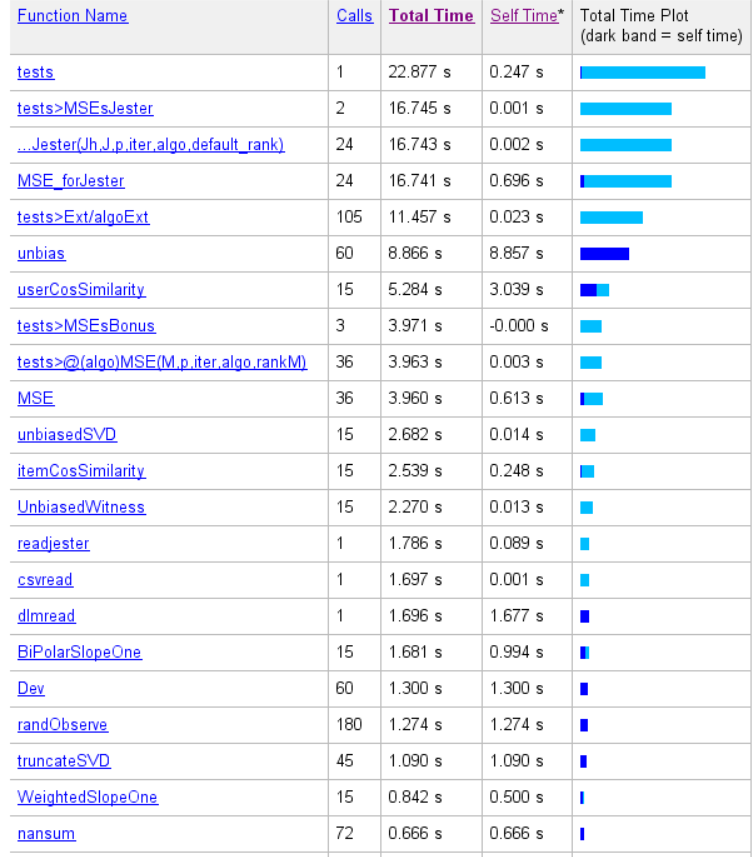 Function Name Calls Total Time Self Time* Total Time Plot
(dark band = self time)
tests 1 22.877 s 0.247 s
tests>MSEsJester 2 16.745 s 0.001 s
...Jester(Jh,J,p,iter,algo,default_rank) 24 16.743 s 0.002 s
MSE_forJester 24 16.741 s 0.696 s
tests>Ext/algoExt 105 11.457 s 0.023 s
unbias 60 8.866 s 8.857 s
userCosSimilarity 15 5.284 s 3.039 s
tests>MSEsBonus 3 3.971 s -0.000 s
tests>@(algo)MSE(M,p,iter,algo,rankM) 36 3.963 s 0.003 s
MSE 36 3.960 s 0.613 s
unbiasedSVD 15 2.682 s 0.014 s
itemCosSimilarity 15 2.539 s 0.248 s
UnbiasedWitness 15 2.270 s 0.013 s
readjester 1 1.786 s 0.089 s
csvread 1 1.697 s 0.001 s
dlmread 1 1.696 s 1.677 s
BiPolarSlopeOne 15 1.681 s 0.994 s
Dev 60 1.300 s 1.300 s
randObserve 180 1.274 s 1.274 s
truncateSVD 45 1.090 s 1.090 s
WeightedSlopeOne 15 0.842 s 0.500 s
nansum 72 0.666 s 0.666 s